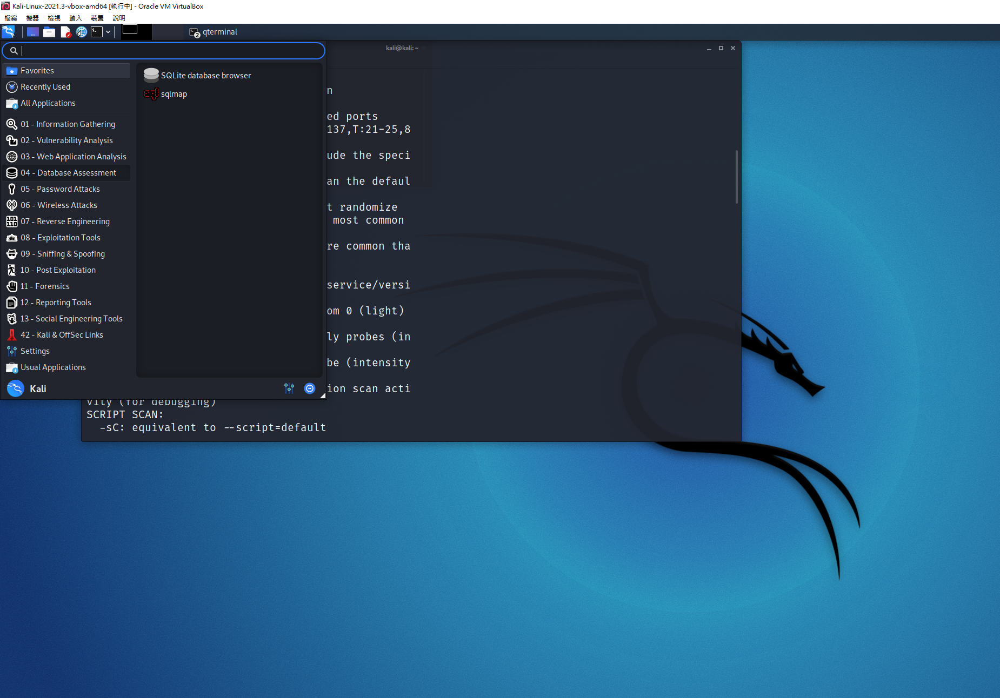 Kali-Linux-2021.3-vbox-amd64 [執行中] - Oracle VM VirtualBox
檔案 機器 檢視 輸入 裝置 說明
qterminal
2
kali@kali: ~
Favorites
Recently Used
All Applications
01 - Information Gathering
02 - Vulnerability Analysis
03 - Web Application Analysis
04 - Database Assessment
05 - Password Attacks
06 - Wireless Attacks
07 - Reverse Engineering
08 - Exploitation Tools
09 - Sniffing & Spoofing
10 - Post Exploitation
11 - Forensics
12 - Reporting Tools
13 - Social Engineering Tools
42 - Kali & OffSec Links
Settings
Usual Applications
Kali
SQLite database browser
sql sqlmap
n
ed ports
137,T:21-25,8
ude the speci
an the defaul
t randomize
most common
re common tha
service/versi
om 0 (light)
ly probes (in
be (intensity
ion scan acti
vity (for debugging)
SCRIPT SCAN:
-sC: equivalent to --script=default